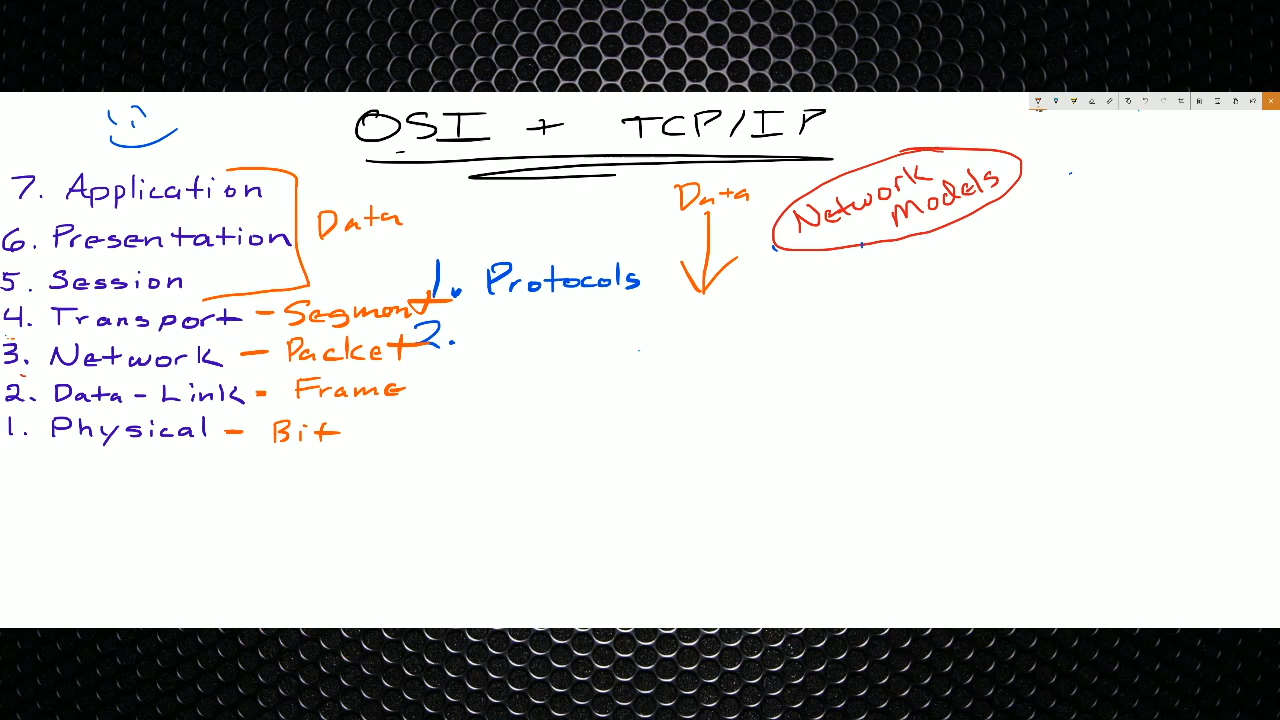 OSI + TCP/IP
Network Models
7. Application
6. Presentation
5. Session
Data
4. Transport - Segment
3. Network - Packet
2. Data-Link - Frame
1. Physical - Bit
1. Protocols
2.
Data